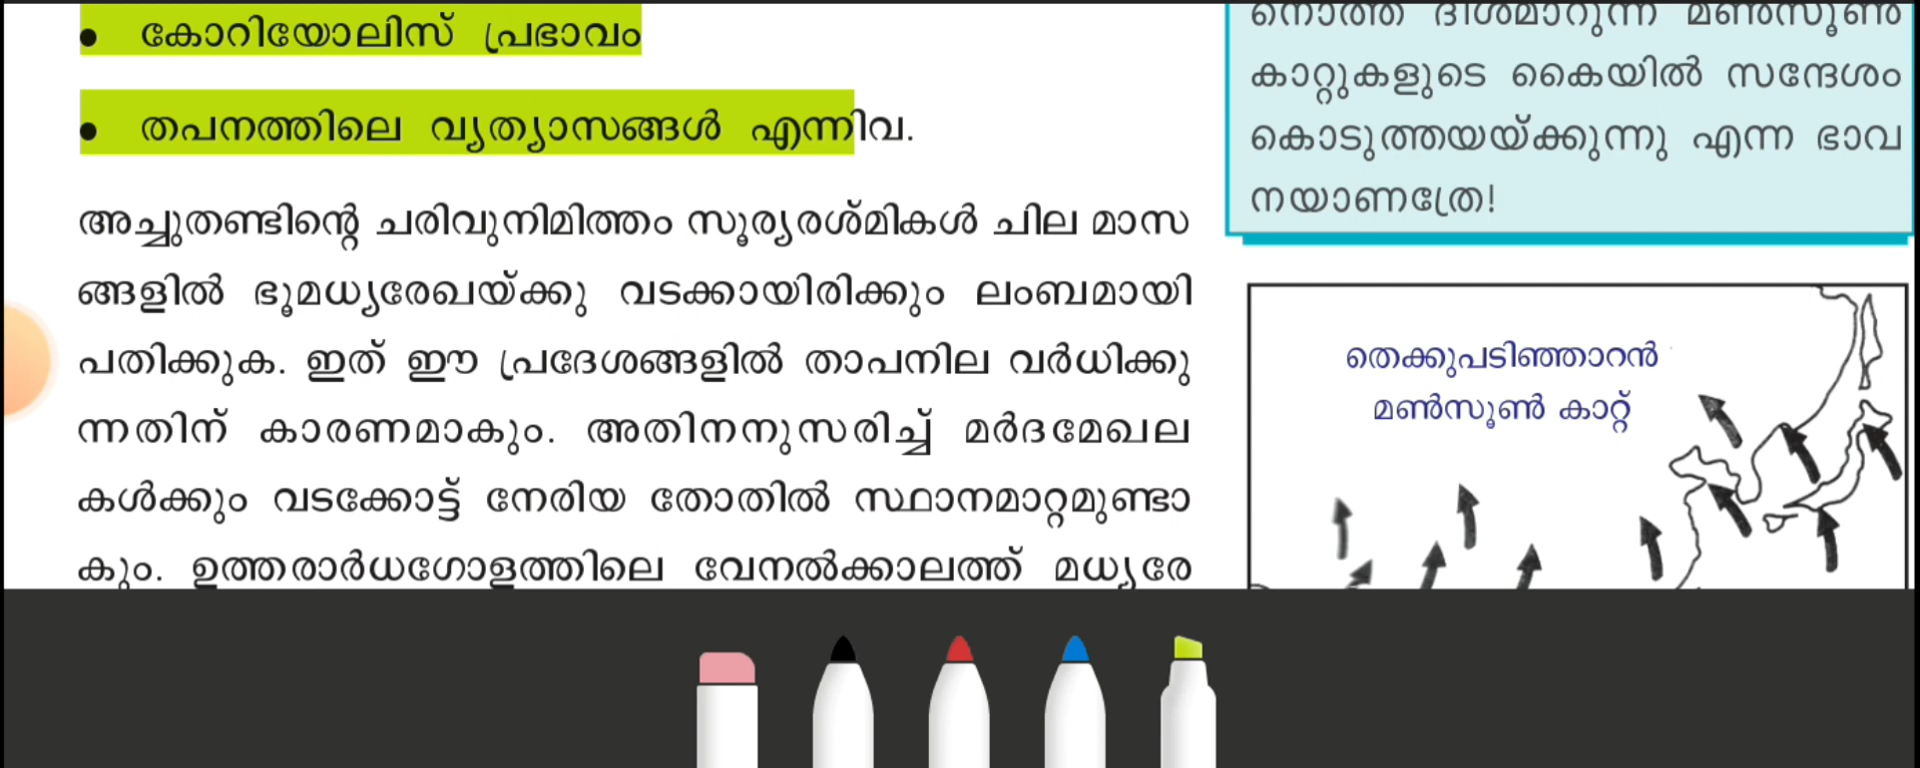 ● കോറിയോലിസ് പ്രഭാവം
● തപനത്തിലെ വ്യത്യാസങ്ങൾ എന്നിവ.
അച്ചുതണ്ടിന്റെ ചരിവുനിമിത്തം സൂര്യരശ്മികൾ ചില മാസ
ങ്ങളിൽ ഭൂമധ്യരേഖയ്ക്കു വടക്കായിരിക്കും ലംബമായി
പതിക്കുക. ഇത് ഈ പ്രദേശങ്ങളിൽ താപനില വർധിക്കു
ന്നതിന് കാരണമാകും. അതിനനുസരിച്ച് മർദമേഖല
കൾക്കും വടക്കോട്ട് നേരിയ തോതിൽ സ്ഥാനമാറ്റമുണ്ടാ
കും. ഉത്തരാർധഗോളത്തിലെ വേനൽക്കാലത്ത് മധ്യരേ
നൊത്ത് ദിശമാറുന്ന മൺസൂൺ
കാറ്റുകളുടെ കൈയിൽ സന്ദേശം
കൊടുത്തയയ്ക്കുന്നു എന്ന ഭാവ
നയാണത്രേ!
തെക്കുപടിഞ്ഞാറൻ
മൺസൂൺ കാറ്റ്